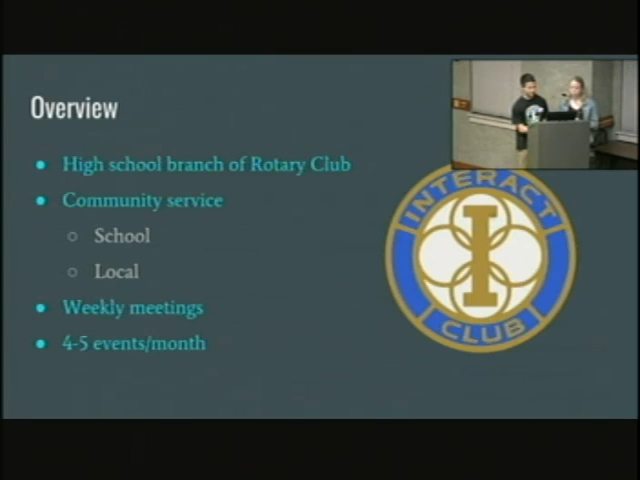 Overview
High school branch of Rotary Club
Community service
School
Local
Weekly meetings
4-5 events/month
INTERACT
I
CLUB